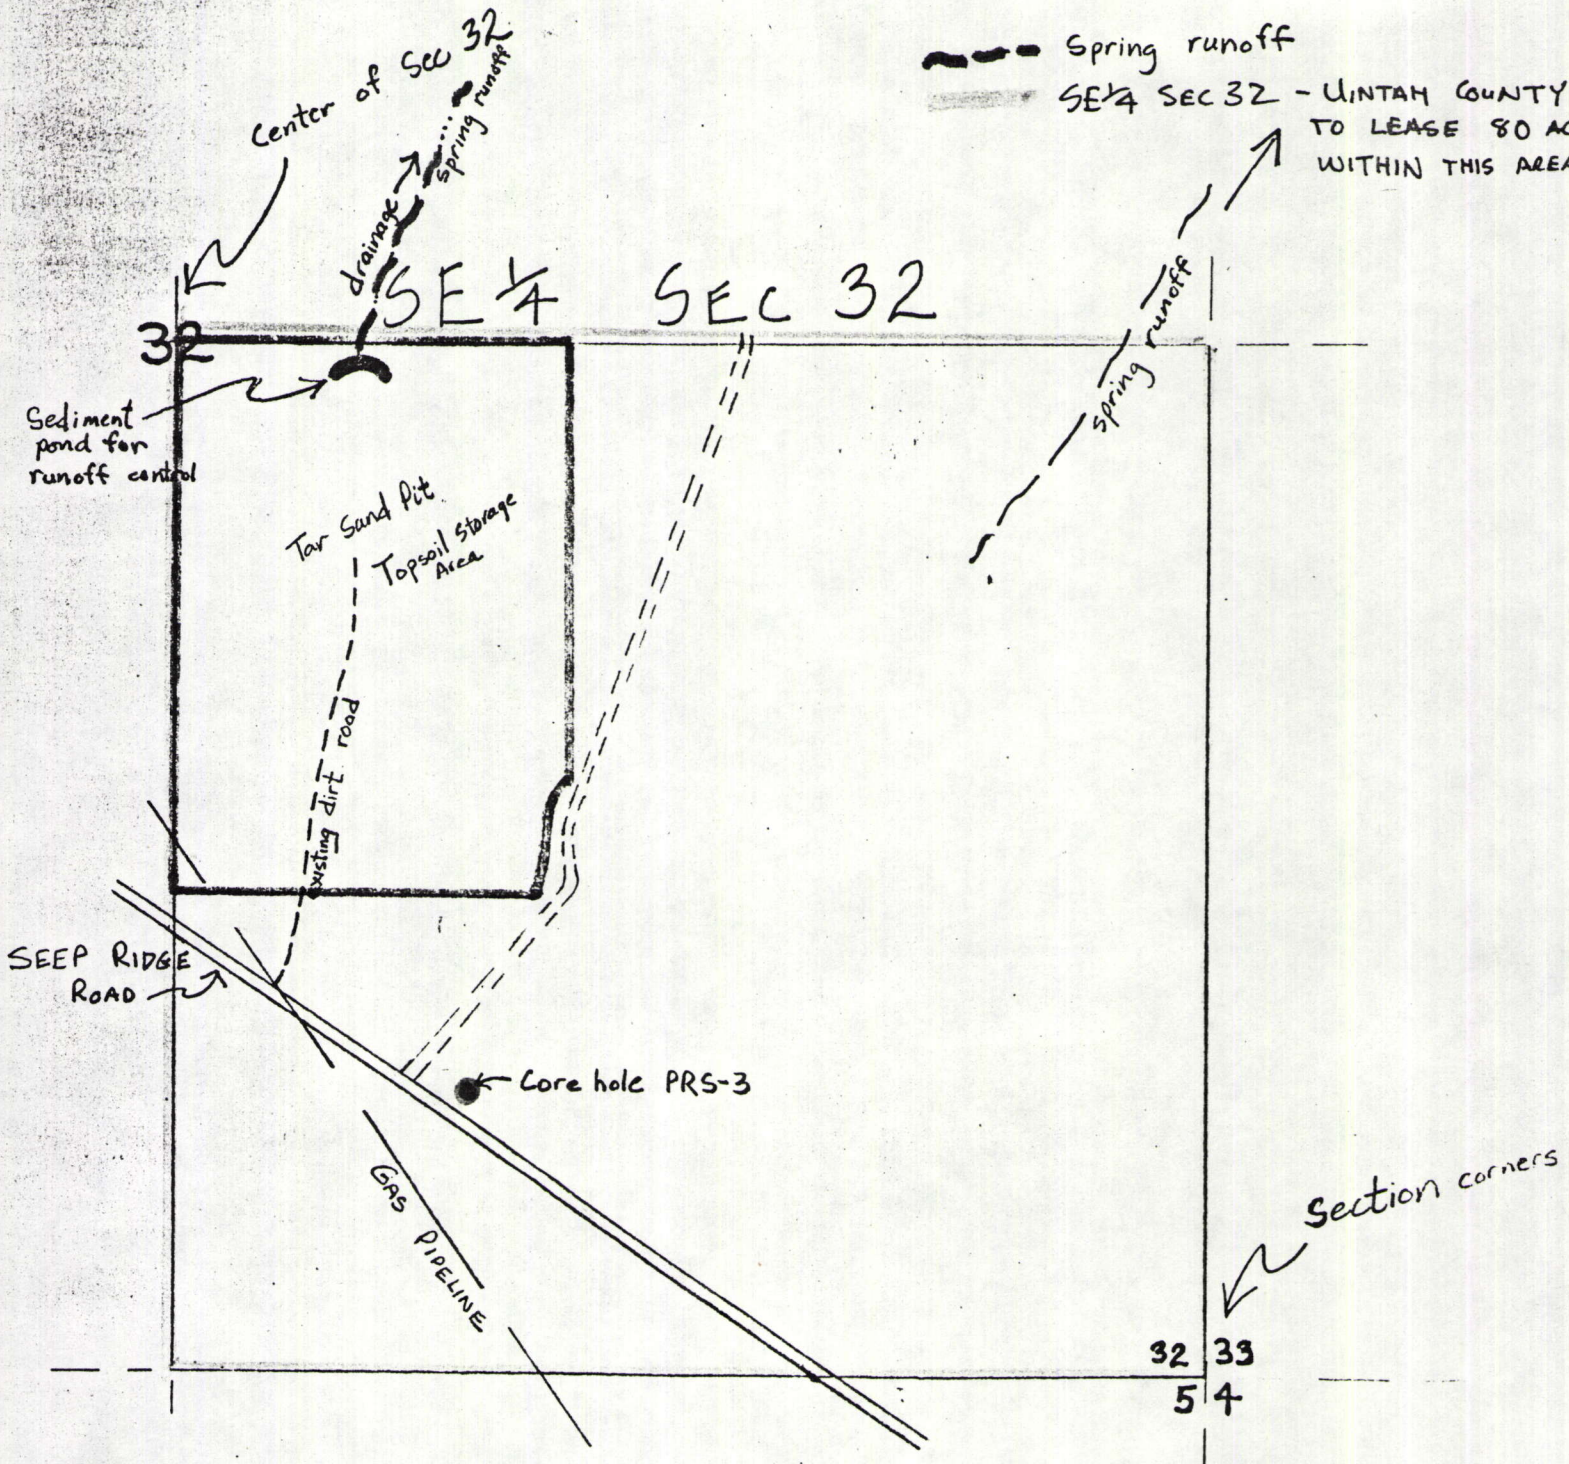 Spring runoff
SE¼ SEC 32 - UINTAH COUNTY
TO LEASE 80
WITHIN THIS AREA
Center of Sec 32
spring runoff
drainage
SE ¼ SEC 32
32
spring runoff
Sediment
pond for
runoff control
Tar Sand Pit
Topsoil Storage
Area
existing dirt road
SEEP RIDGE
ROAD
Core hole PRS-3
GAS PIPELINE
Section corners
32 33
5 4